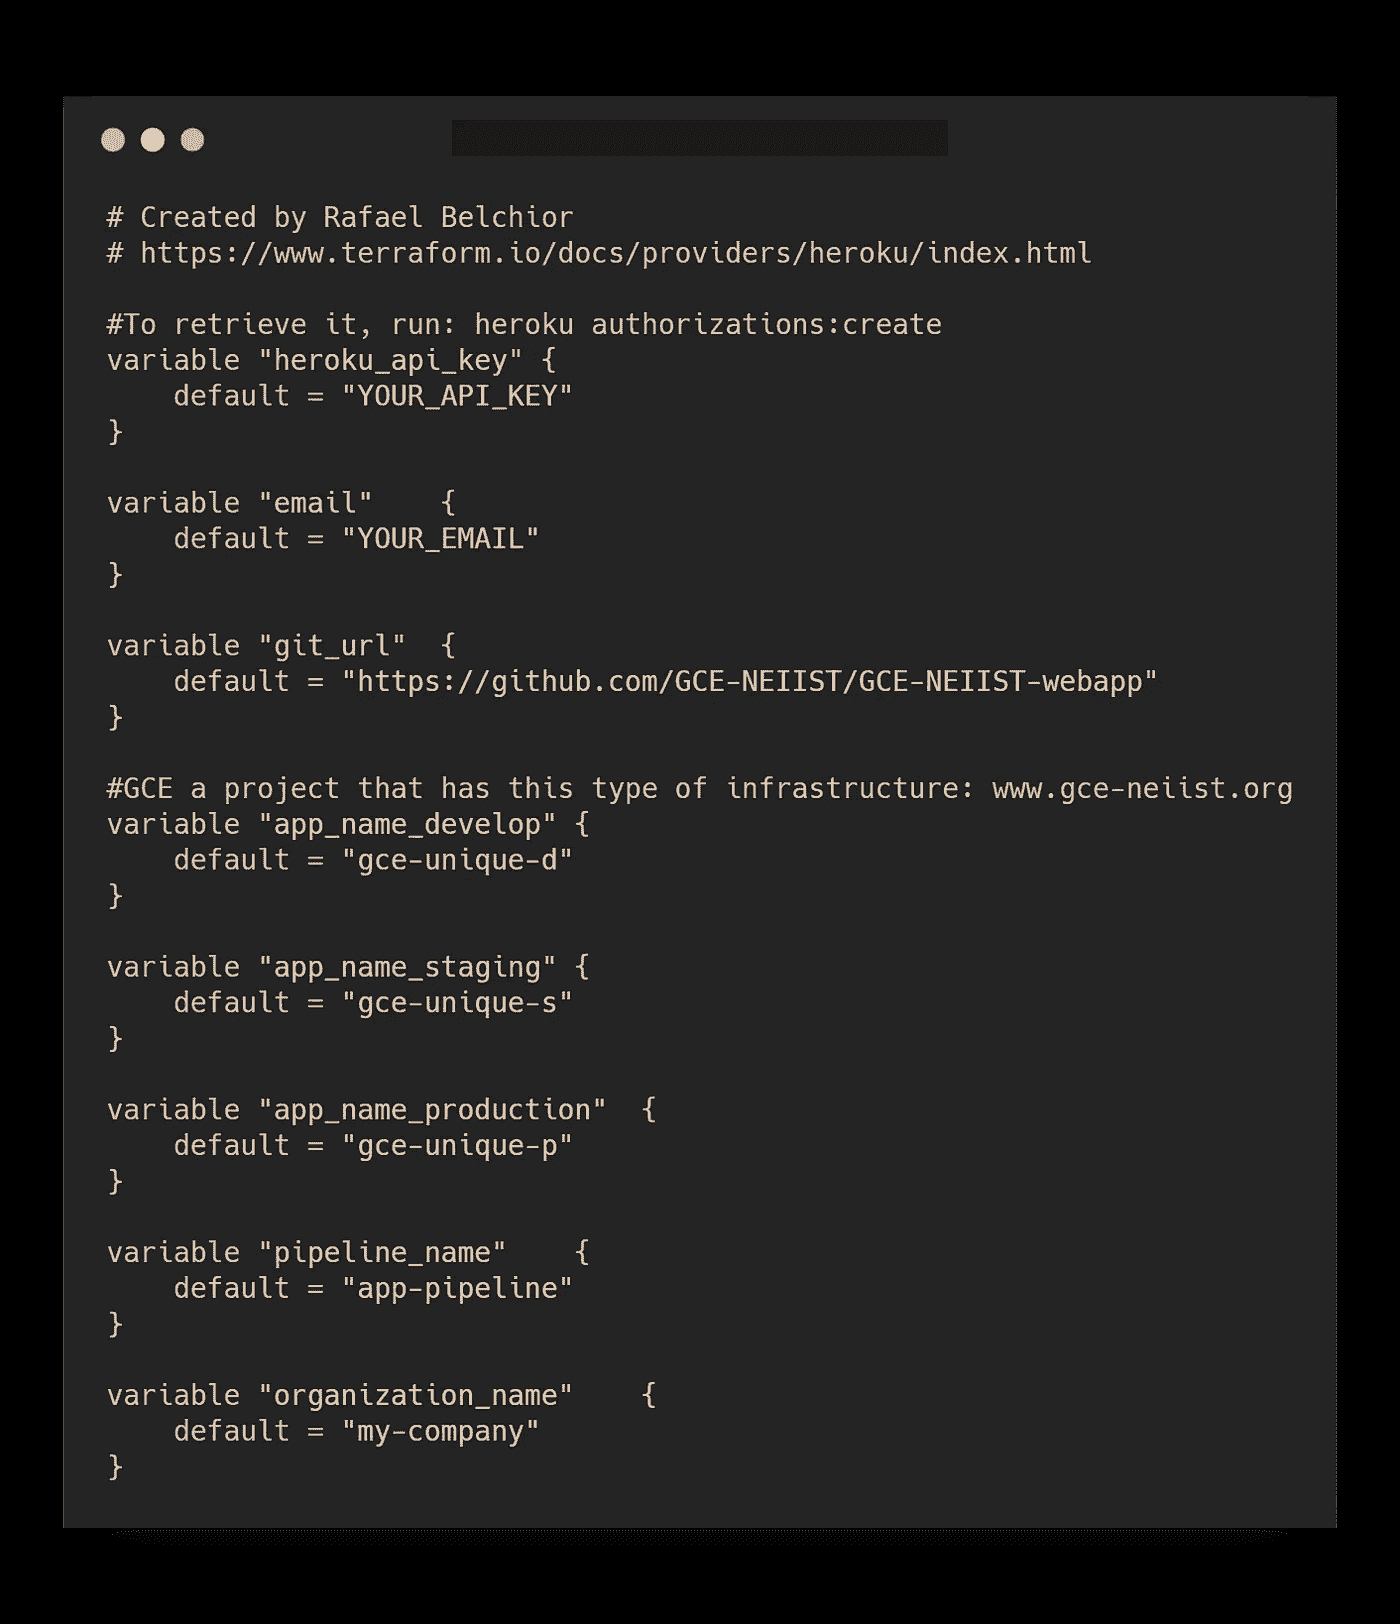 # Created by Rafael Belchior
# https://www.terraform.io/docs/providers/heroku/index.html
#To retrieve it, run: heroku authorizations:create
variable "heroku_api_key" {
    default = "YOUR_API_KEY"
}
variable "email"    {
    default = "YOUR_EMAIL"
}
variable "git_url"  {
    default = "https://github.com/GCE-NEIIST/GCE-NEIIST-webapp"
}
#GCE a project that has this type of infrastructure: www.gce-neiist.org
variable "app_name_develop" {
    default = "gce-unique-d"
}
variable "app_name_staging" {
    default = "gce-unique-s"
}
variable "app_name_production"  {
    default = "gce-unique-p"
}
variable "pipeline_name"    {
    default = "app-pipeline"
}
variable "organization_name"    {
    default = "my-company"
}